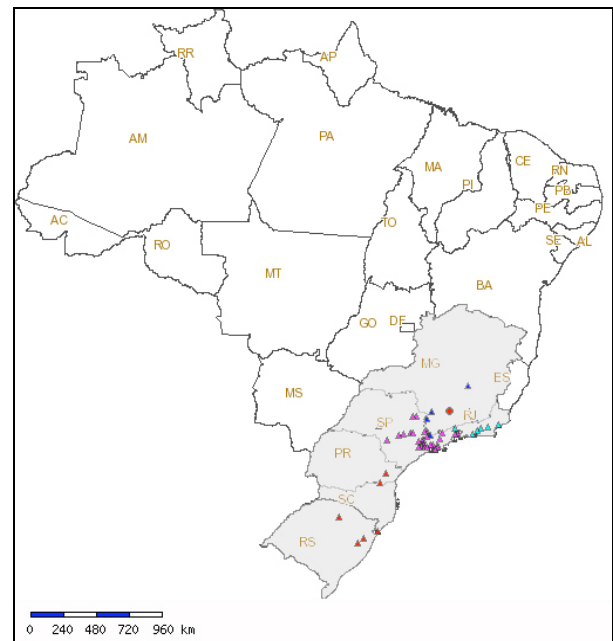 RR
AP
AM
PA
MA
CE
RN
PI
PB
PE
AC
TO
SE
AL
RO
MT
BA
GO
DF
MG
ES
MS
SP
RJ
PR
SC
RS
0 240 480 720 960 km